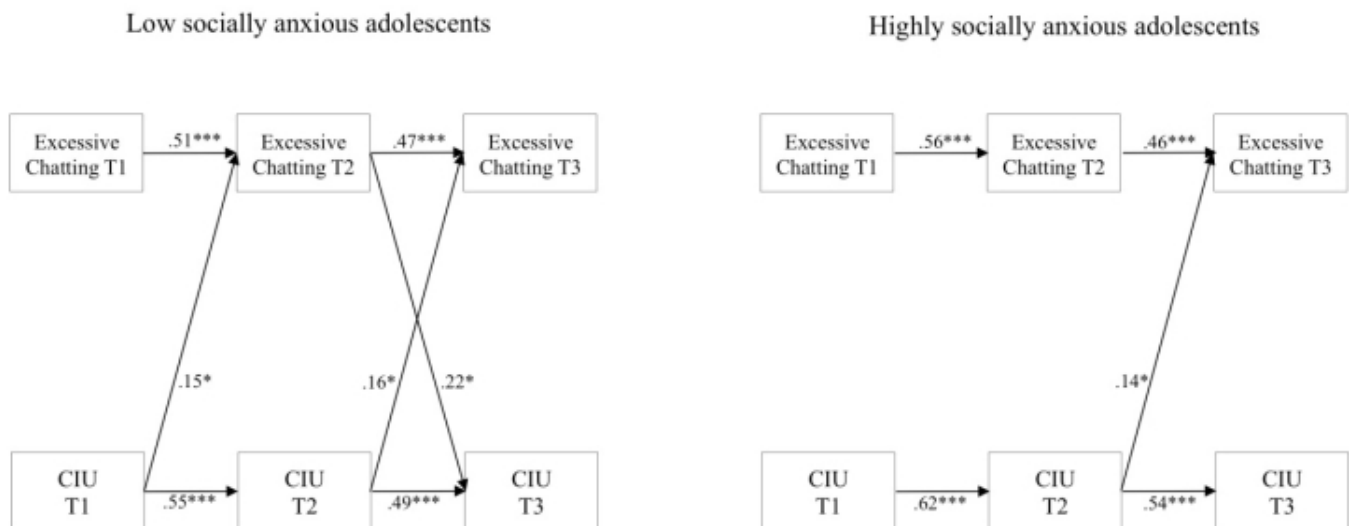 Low socially anxious adolescents
Highly socially anxious adolescents
Excessive
Chatting T1
.51***
Excessive
Chatting T2
.47***
Excessive
Chatting T3
Excessive
Chatting T1
.56***
Excessive
Chatting T2
.46***
Excessive
Chatting T3
.15*
.16*
.22*
.14*
CIU
T1
.55***
CIU
T2
.49***
CIU
T3
CIU
T1
.62***
CIU
T2
.54***
CIU
T3